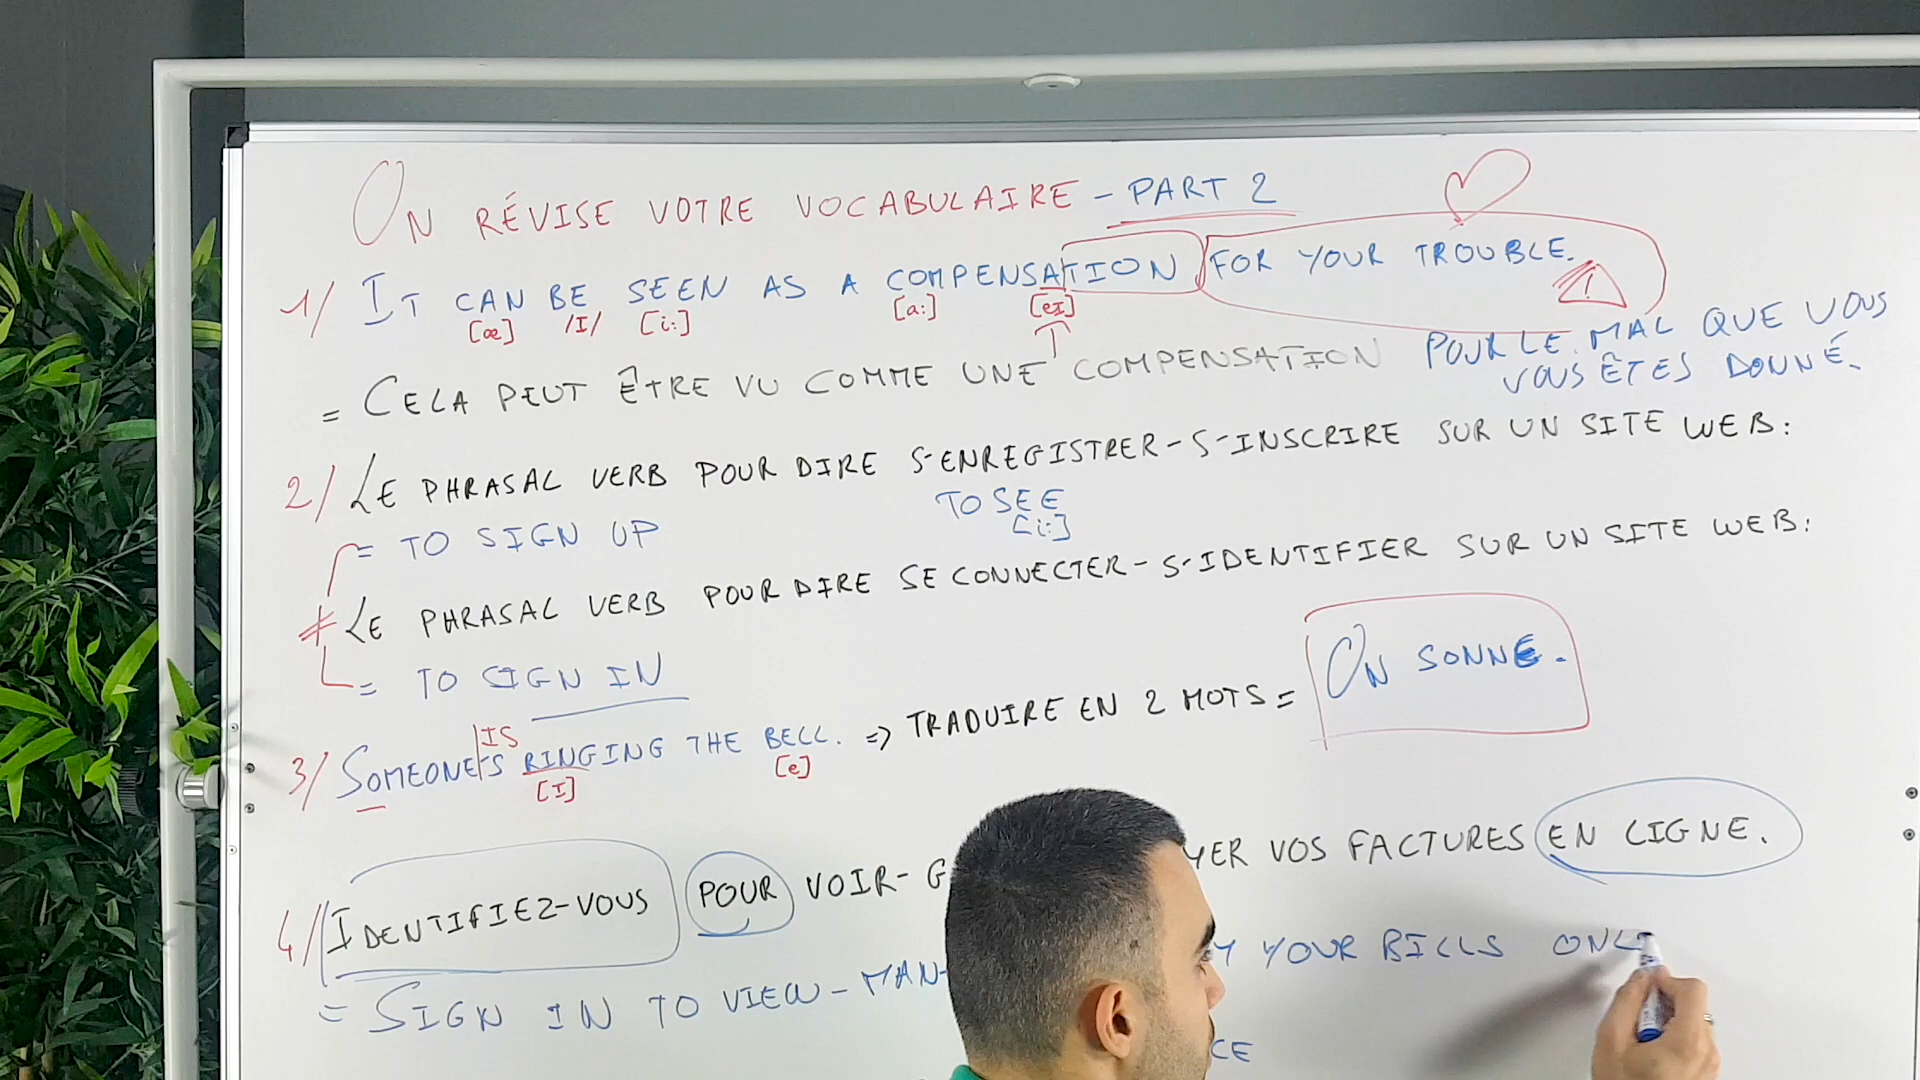 ON RÉVISE VOTRE VOCABULAIRE - PART 2
1/ IT CAN BE SEEN AS A COMPENSATION FOR YOUR TROUBLE.
[æ] /I/ [i:] [a:] [eI] !
= CELA PEUT ÊTRE VU COMME UNE COMPENSATION POUR LE MAL QUE VOUS
VOUS ÊTES DONNÉ.
2/ LE PHRASAL VERB POUR DIRE S'ENREGISTRER - S'INSCRIRE SUR UN SITE WEB:
= TO SIGN UP TO SEE
[i:]
≠ LE PHRASAL VERB POUR DIRE SE CONNECTER - S'IDENTIFIER SUR UN SITE WEB:
= TO SIGN IN
IS
3/ SOMEONE'S RINGING THE BELL. => TRADUIRE EN 2 MOTS = ON SONNE.
[I] [e]
4/ IDENTIFIEZ-VOUS POUR VOIR - G YER VOS FACTURES EN LIGNE.
= SIGN IN TO VIEW - MAN Y YOUR BILLS ONL
CE